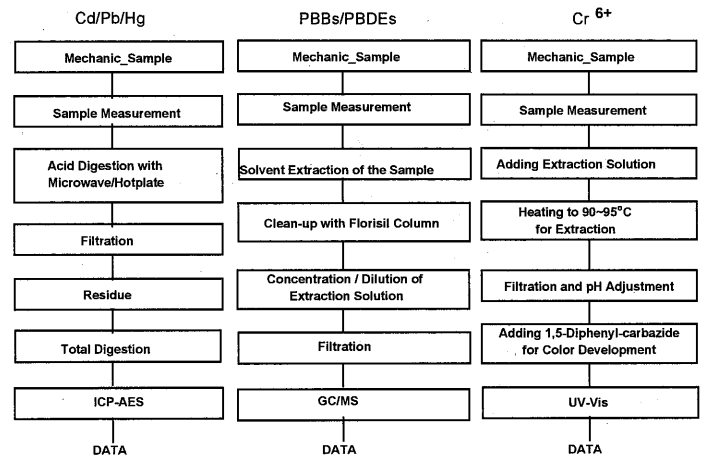 Cd/Pb/Hg
Mechanic_Sample
Sample Measurement
Acid Digestion with
Microwave/Hotplate
Filtration
Residue
Total Digestion
ICP-AES
DATA
PBBs/PBDEs
Mechanic_Sample
Sample Measurement
Solvent Extraction of the Sample
Clean-up with Florisil Column
Concentration / Dilution of
Extraction Solution
Filtration
GC/MS
DATA
Cr 6+
Mechanic_Sample
Sample Measurement
Adding Extraction Solution
Heating to 90~95°C
for Extraction
Filtration and pH Adjustment
Adding 1,5-Diphenyl-carbazide
for Color Development
UV-Vis
DATA